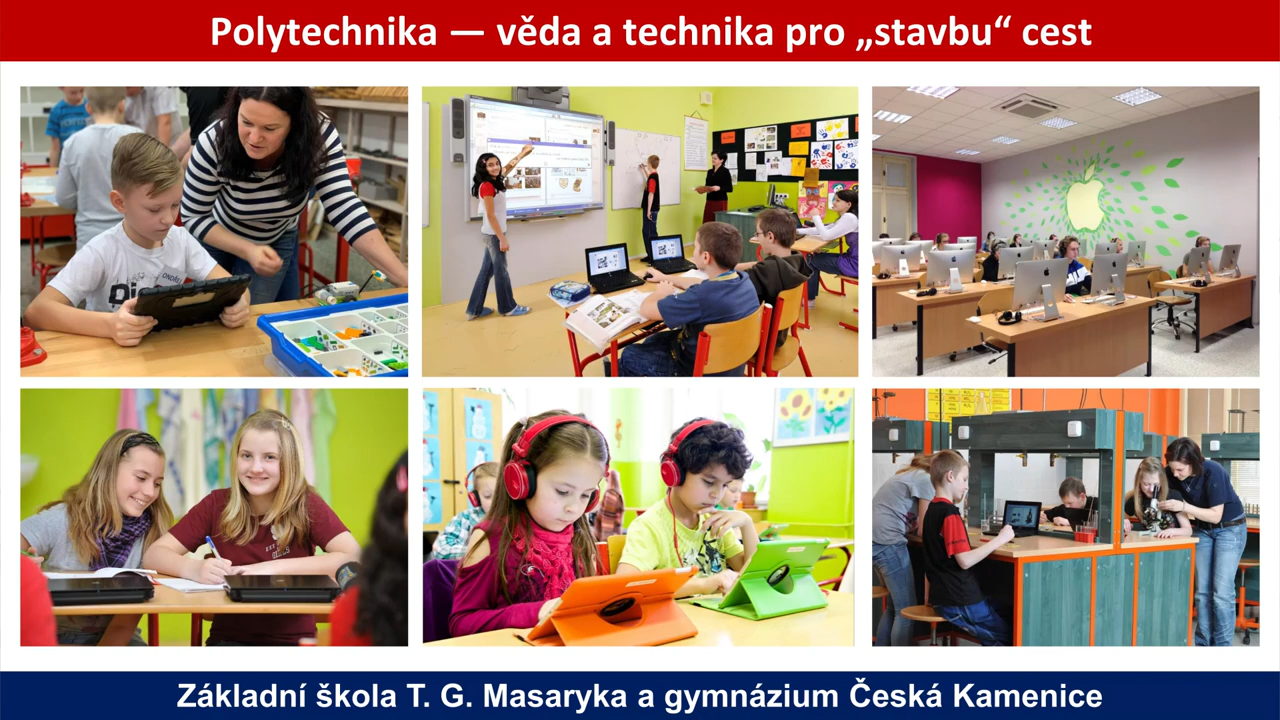 Polytechnika — věda a technika pro „stavbu“ cest
Základní škola T. G. Masaryka a gymnázium Česká Kamenice